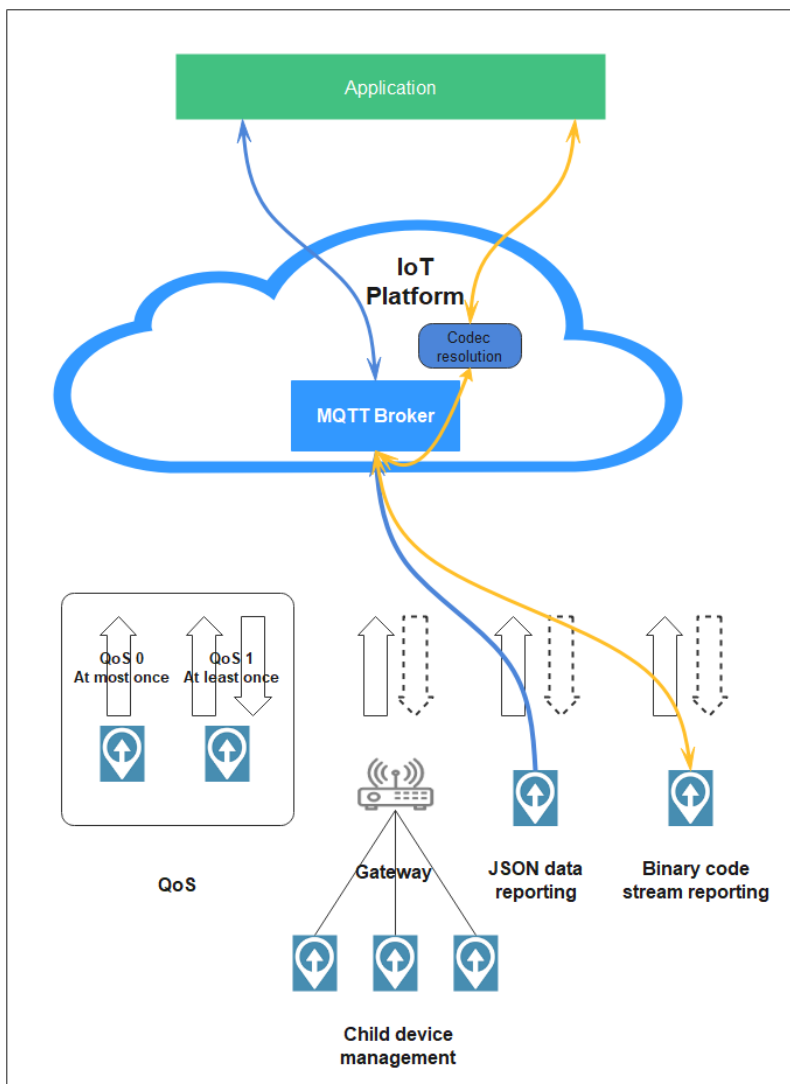 Application
IoT
Platform
Codec
resolution
MQTT Broker
QoS 0
At most once
QoS 1
At least once
Gateway
QoS
JSON data
reporting
Binary code
stream reporting
Child device
management